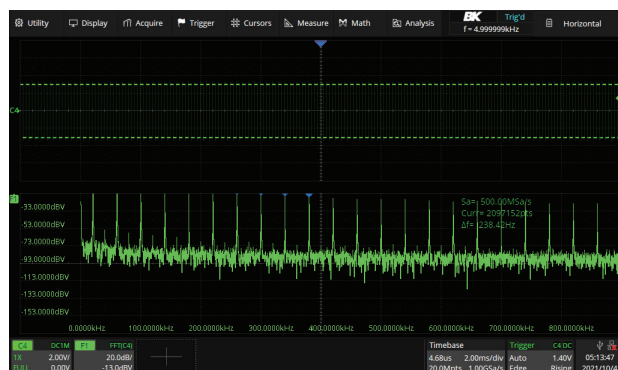 Utility Display Acquire Trigger Cursors Measure Math Analysis BK Trig'd Horizontal
f = 4.999999kHz
C4
F1
Sa= 500.00MSa/s
Curr= 2097152pts
Δf= 238.42Hz
-33.0000dBV
-53.0000dBV
-73.0000dBV
-93.0000dBV
-113.0000dBV
-133.0000dBV
-153.0000dBV
0.0000kHz 100.0000kHz 200.0000kHz 300.0000kHz 400.0000kHz 500.0000kHz 600.0000kHz 700.0000kHz 800.0000kHz
C4 DC1M F1 FFT(C4) Timebase Trigger C4 DC
1X 2.00V/ 20.0dB/ 4.68us 2.00ms/div Auto 1.40V 05:13:47
FULL 0.00V -13.0dBV 20.0Mpts 1.00GSa/s Edge Rising 2021/10/4